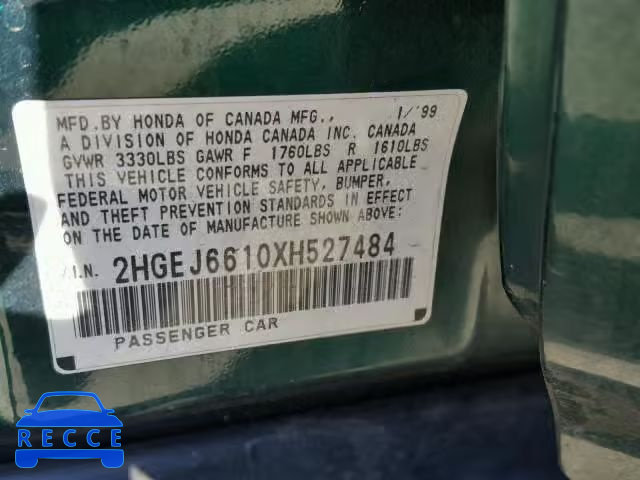 MFD.BY HONDA OF CANADA MFG., 1/'99
A DIVISION OF HONDA CANADA INC. CANADA
GVWR 3330LBS GAWR F 1760LBS R 1610LBS
THIS VEHICLE CONFORMS TO ALL APPLICABLE
FEDERAL MOTOR VEHICLE SAFETY, BUMPER,
AND THEFT PREVENTION STANDARDS IN EFFECT
ON THE DATE OF MANUFACTURE SHOWN ABOVE:
V.I.N. 2HGEJ6610XH527484
PASSENGER CAR
RECCE